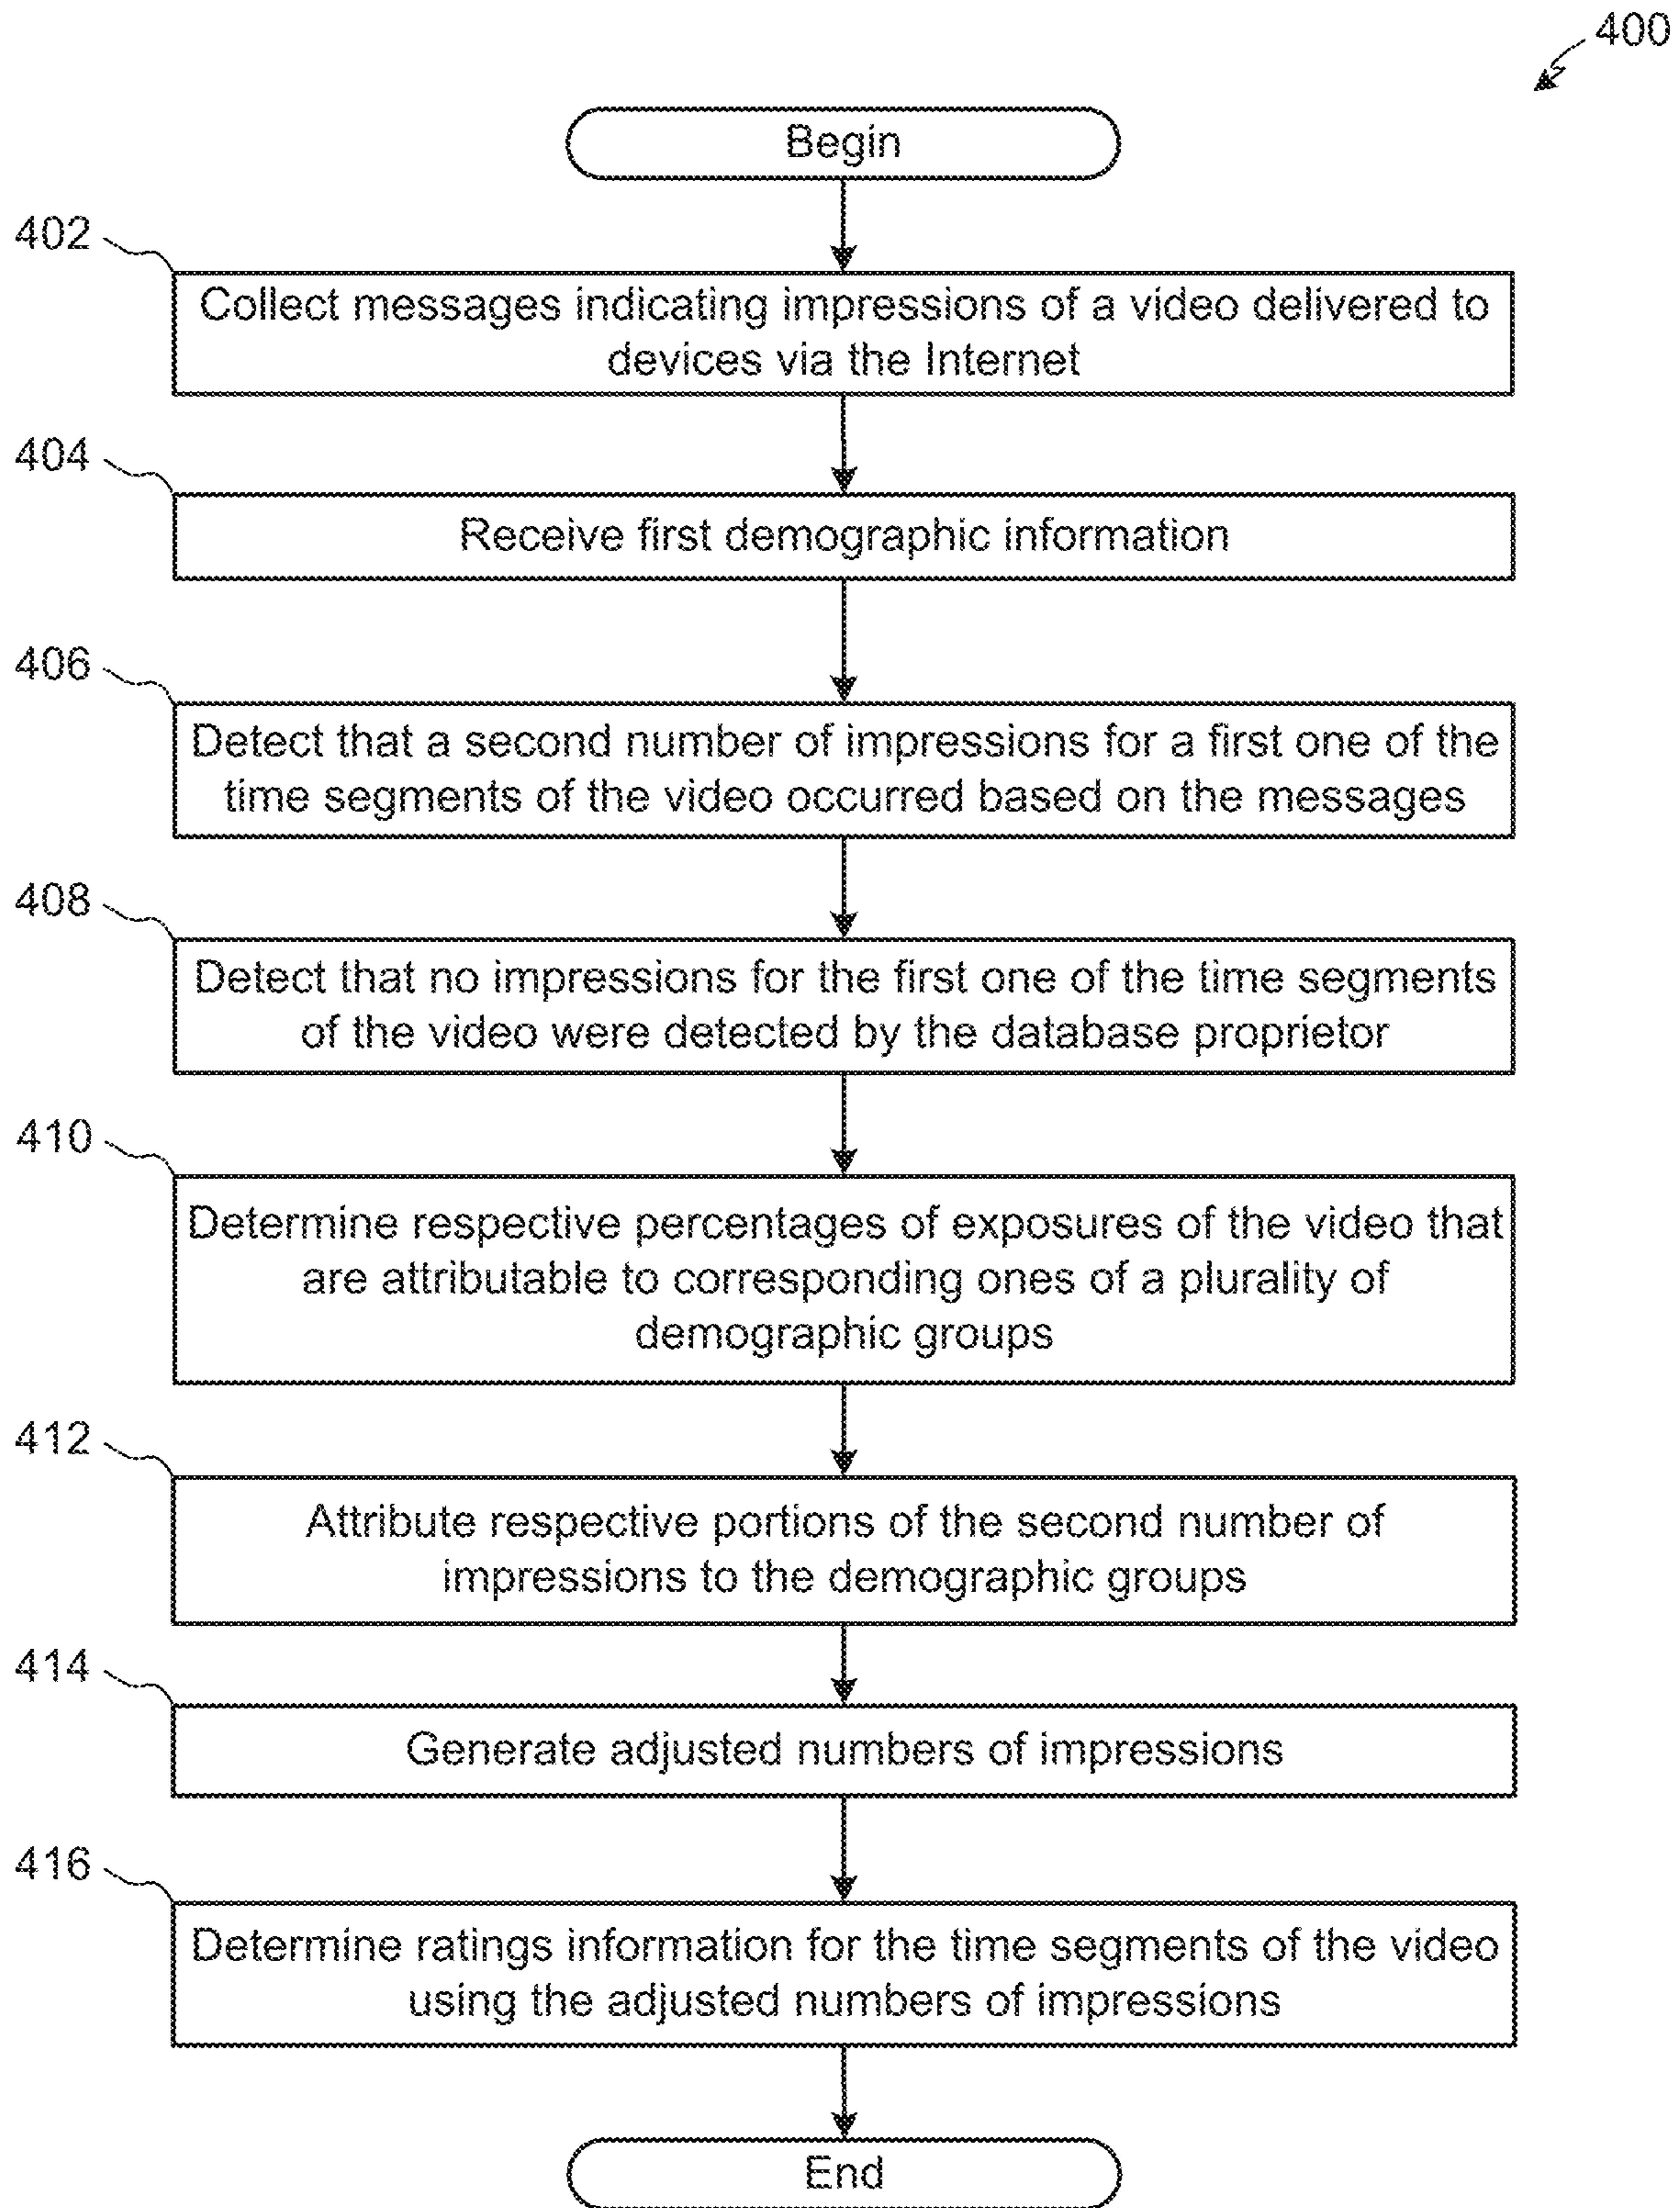 400
Begin
402
Collect messages indicating impressions of a video delivered to
devices via the Internet
404
Receive first demographic information
406
Detect that a second number of impressions for a first one of the
time segments of the video occurred based on the messages
408
Detect that no impressions for the first one of the time segments
of the video were detected by the database proprietor
410
Determine respective percentages of exposures of the video that
are attributable to corresponding ones of a plurality of
demographic groups
412
Attribute respective portions of the second number of
impressions to the demographic groups
414
Generate adjusted numbers of impressions
416
Determine ratings information for the time segments of the video
using the adjusted numbers of impressions
End